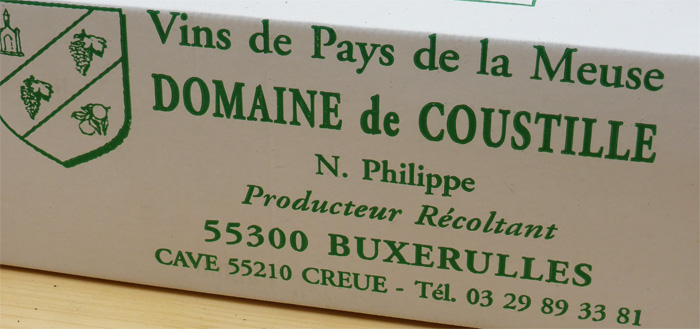 Vins de Pays de la Meuse
DOMAINE de COUSTILLE
N. Philippe
Producteur Récoltant
55300 BUXERULLES
CAVE 55210 CREUE - Tél. 03 29 89 33 81